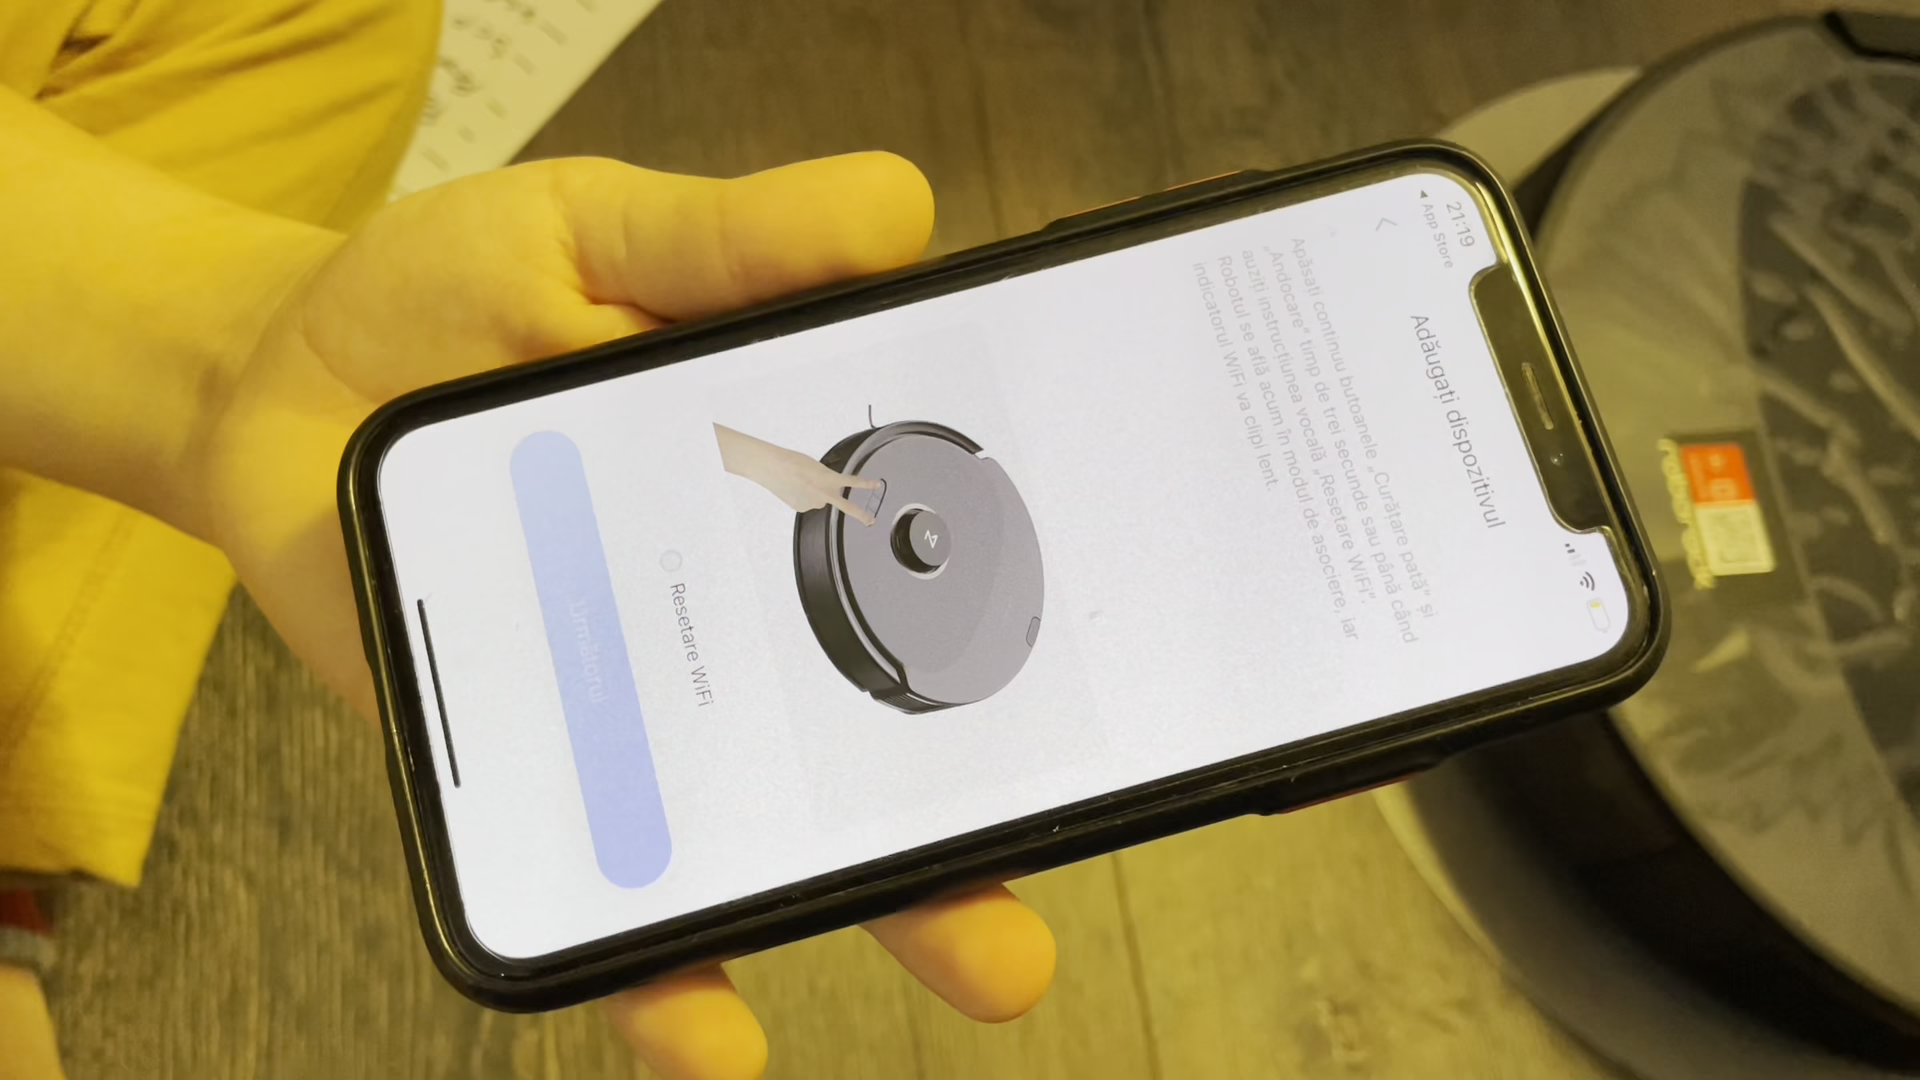 21:19
◀ App Store
Adăugați dispozitivul
Apăsați continuu butoanele „Curățare pată” și
„Andocare” timp de trei secunde sau până când
auziți instrucțiunea vocală „Resetare WiFi”.
Robotul se află acum în modul de asociere, iar
indicatorul WiFi va clipi lent.
Resetare WiFi
Următorul